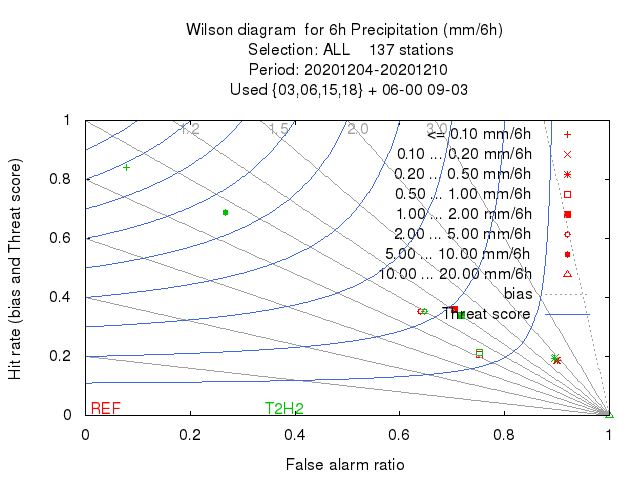 Wilson diagram  for 6h Precipitation (mm/6h)
Selection: ALL    137 stations
Period: 20201204-20201210
Used {03,06,15,18} + 06-00 09-03
1.2 1.5 2.0 3.0
<= 0.10 mm/6h
0.10 ... 0.20 mm/6h
0.20 ... 0.50 mm/6h
0.50 ... 1.00 mm/6h
1.00 ... 2.00 mm/6h
2.00 ... 5.00 mm/6h
5.00 ... 10.00 mm/6h
10.00 ... 20.00 mm/6h
bias
Threat score
Hit rate (bias and Threat score)
1
0.8
0.6
0.4
0.2
0
REF T2H2
0 0.2 0.4 0.6 0.8 1
False alarm ratio